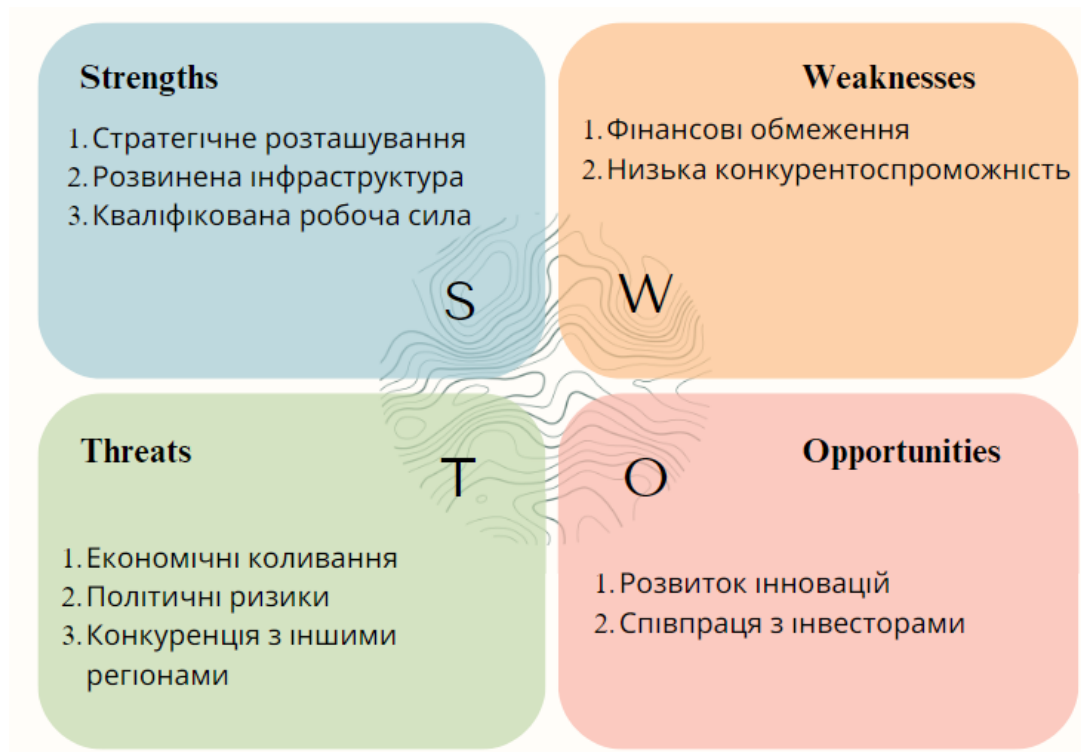 Strengths
1. Стратегічне розташування
2. Розвинена інфраструктура
3. Кваліфікована робоча сила
S
Weaknesses
1. Фінансові обмеження
2. Низька конкурентоспроможність
W
Threats
T
1. Економічні коливання
2. Політичні ризики
3. Конкуренція з іншими
регіонами
Opportunities
O
1. Розвиток інновацій
2. Співпраця з інвесторами